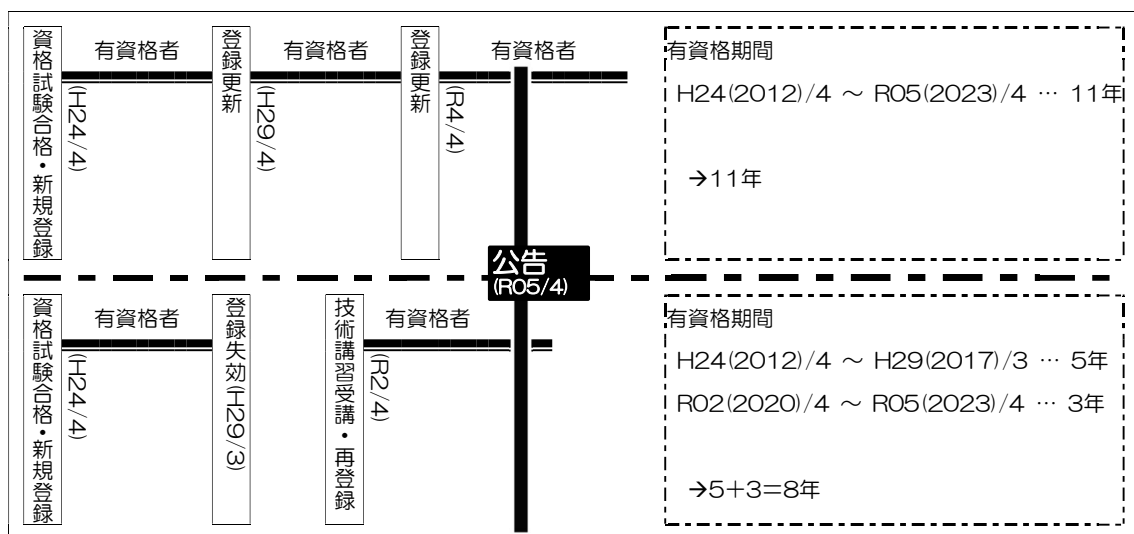 資格試験合格・新規登録
有資格者
(H24/4)
登録更新
有資格者
(H29/4)
登録更新
有資格者
(R4/4)
公告
(R05/4)
有資格期間
H24(2012)/4 ～ R05(2023)/4 … 11年
→11年
資格試験合格・新規登録
有資格者
(H24/4)
登録失効(H29/3)
技術講習受講・再登録
有資格者
(R2/4)
有資格期間
H24(2012)/4 ～ H29(2017)/3 … 5年
R02(2020)/4 ～ R05(2023)/4 … 3年
→5+3=8年